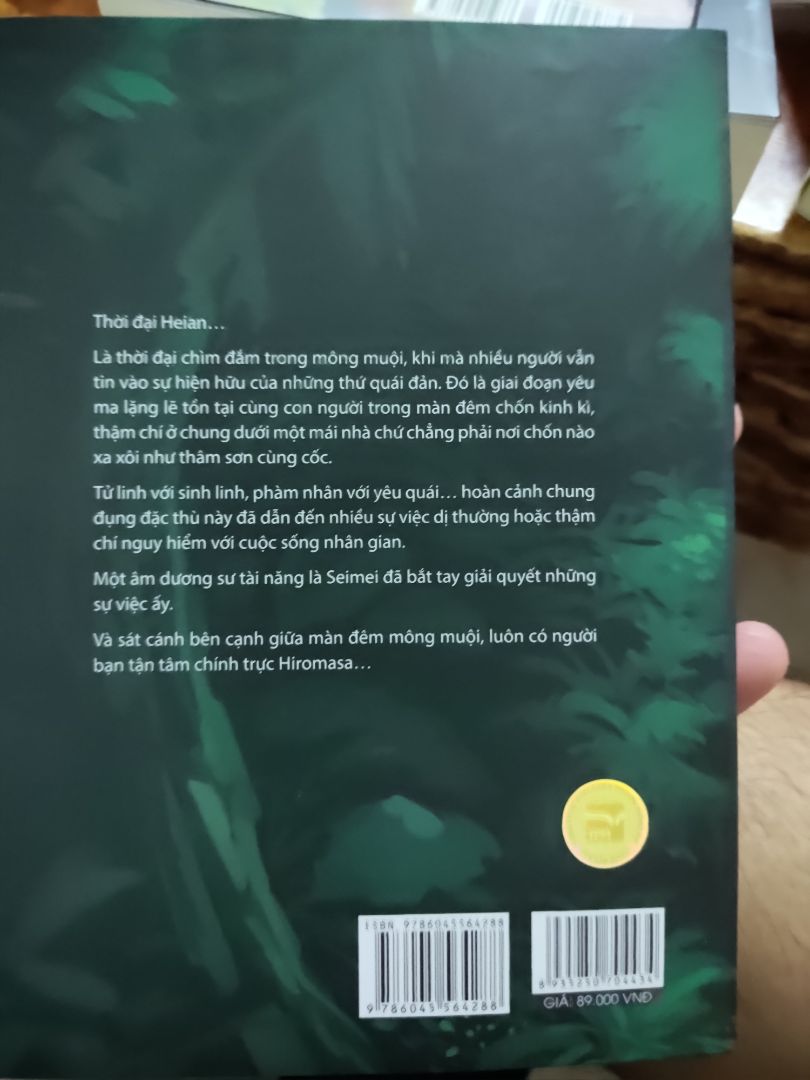 Thời đại Heian...
Là thời đại chìm đắm trong mông muội, khi mà nhiều người vẫn
tin vào sự hiện hữu của những thứ quái đản. Đó là giai đoạn yêu
ma lặng lẽ tồn tại cùng con người trong màn đêm chốn kinh kì,
thậm chí ở chung dưới một mái nhà chứ chẳng phải nơi chốn nào
xa xôi như thâm sơn cùng cốc.
Tử linh với sinh linh, phàm nhân với yêu quái... hoàn cảnh chung
đụng đặc thù này đã dẫn đến nhiều sự việc dị thường hoặc thậm
chí nguy hiểm với cuộc sống nhân gian.
Một âm dương sư tài năng là Seimei đã bắt tay giải quyết những
sự việc ấy.
Và sát cánh bên cạnh giữa màn đêm mông muội, luôn có người
bạn tận tâm chính trực Hiromasa...
ISBN 9786045564288
9 786045 564288
8 935250 704434
GIÁ: 89.000 VNĐ